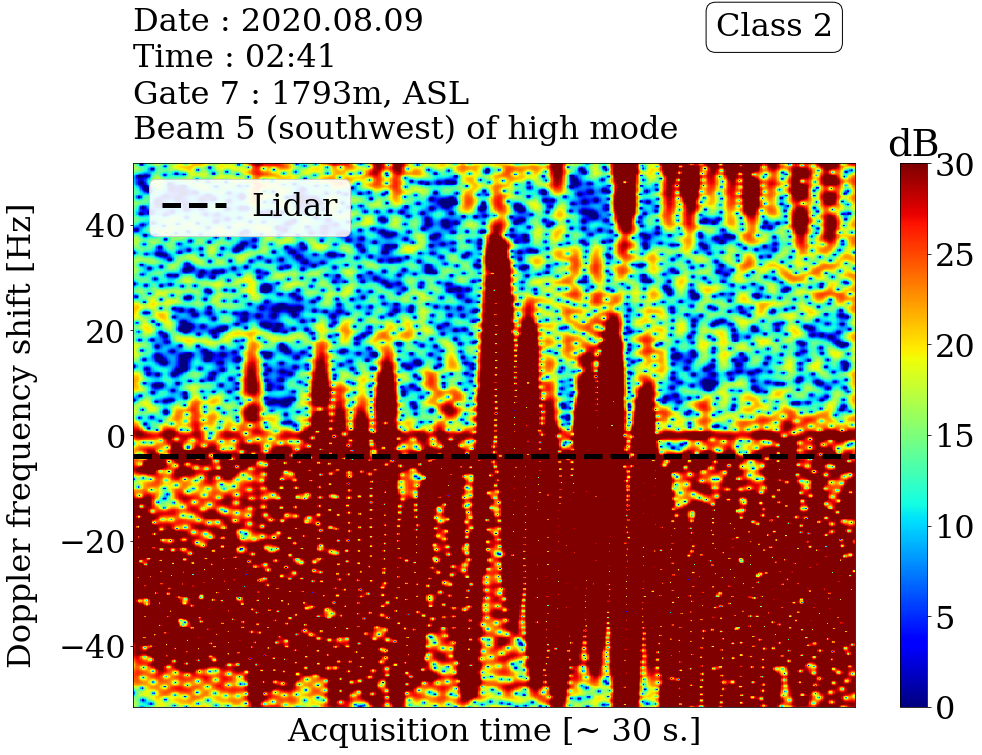 Date : 2020.08.09
Class 2
Time : 02:41
Gate 7 : 1793m, ASL
Beam 5 (southwest) of high mode
dB
Lidar
Doppler frequency shift [Hz]
40
20
0
−20
−40
30
25
20
15
10
5
0
Acquisition time [~ 30 s.]